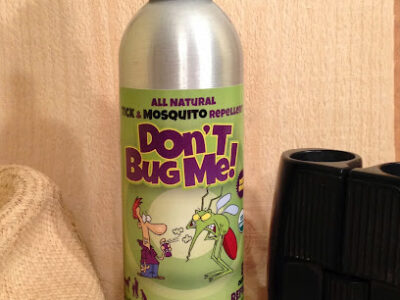 ALL NATURAL
TICK & MOSQUITO REPELLENT
DON'T
BUG ME!